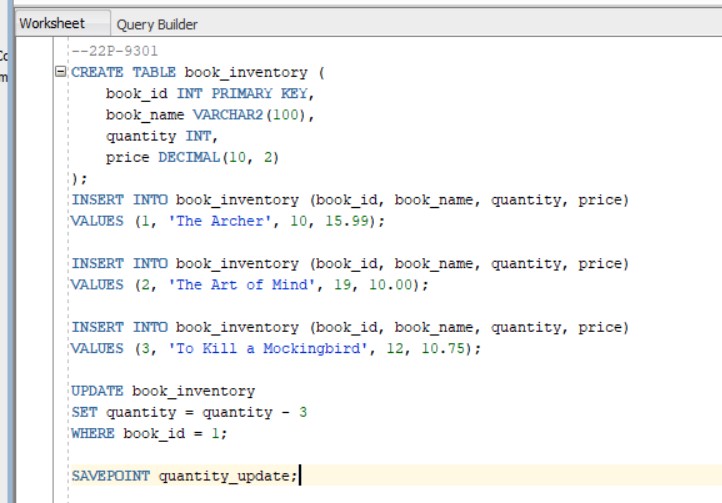 Worksheet Query Builder
--22P-9301
CREATE TABLE book_inventory (
book_id INT PRIMARY KEY,
book_name VARCHAR2(100),
quantity INT,
price DECIMAL(10, 2)
);
INSERT INTO book_inventory (book_id, book_name, quantity, price)
VALUES (1, 'The Archer', 10, 15.99);
INSERT INTO book_inventory (book_id, book_name, quantity, price)
VALUES (2, 'The Art of Mind', 19, 10.00);
INSERT INTO book_inventory (book_id, book_name, quantity, price)
VALUES (3, 'To Kill a Mockingbird', 12, 10.75);
UPDATE book_inventory
SET quantity = quantity - 3
WHERE book_id = 1;
SAVEPOINT quantity_update;